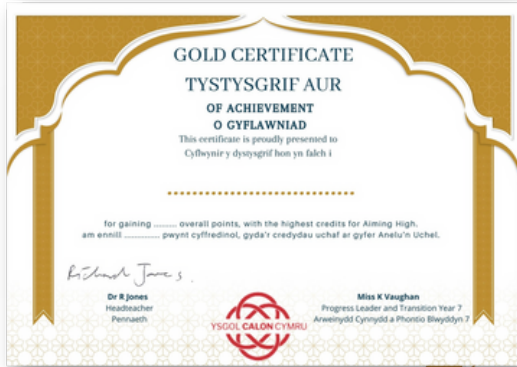 GOLD CERTIFICATE
TYSTYSGRIF AUR
OF ACHIEVEMENT
O GYFLAWNIAD
This certificate is proudly presented to
Cyflwynir y dystysgrif hon yn falch i
for gaining ......... overall points, with the highest credits for Aiming High.
am ennill .............. pwynt cyffredinol, gyda'r credydau uchaf ar gyfer Anelu'n Uchel.
Richard Jones.
Dr R Jones
Headteacher
Pennaeth
YSGOL CALON CYMRU
Miss K Vaughan
Progress Leader and Transition Year 7
Arweinydd Cynnydd a Phontio Blwyddyn 7